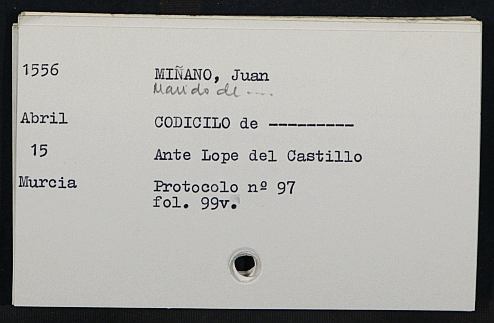 1556 MIÑANO, Juan
Marido de ....
Abril CODICILO de ---------
15 Ante Lope del Castillo
Murcia Protocolo nº 97
fol. 99v.